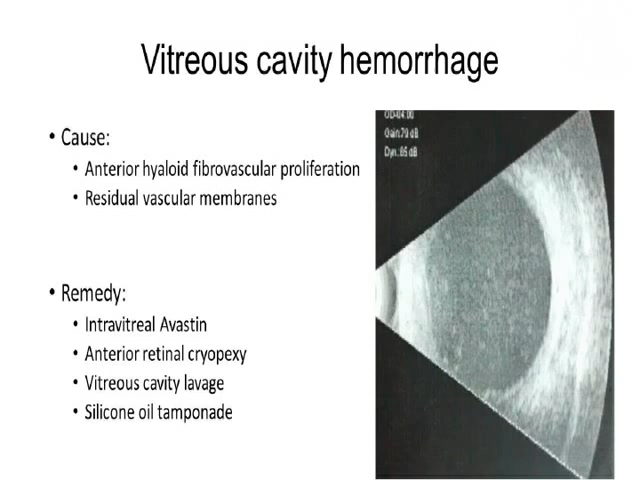 Vitreous cavity hemorrhage
• Cause:
• Anterior hyaloid fibrovascular proliferation
• Residual vascular membranes
• Remedy:
• Intravitreal Avastin
• Anterior retinal cryopexy
• Vitreous cavity lavage
• Silicone oil tamponade
Gain:79 dB
Dyn.:65 dB